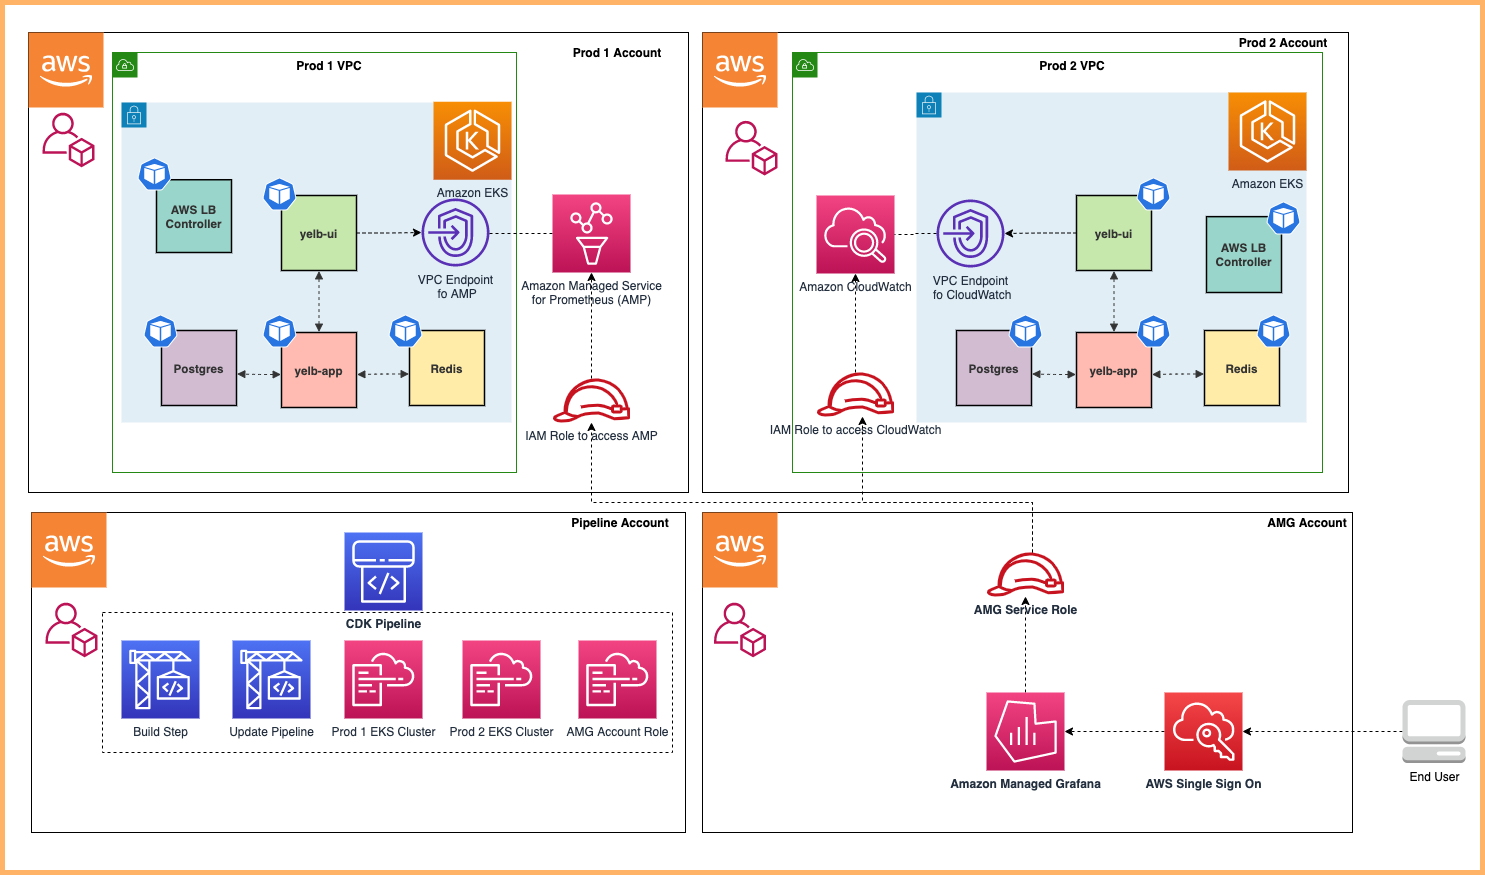 aws
Prod 1 Account
Prod 1 VPC
Amazon EKS
AWS LB
Controller
yelb-ui
VPC Endpoint
fo AMP
Amazon Managed Service
for Prometheus (AMP)
Postgres
yelb-app
Redis
IAM Role to access AMP
aws
Prod 2 Account
Prod 2 VPC
Amazon EKS
Amazon CloudWatch
VPC Endpoint
fo CloudWatch
yelb-ui
AWS LB
Controller
Postgres
yelb-app
Redis
IAM Role to access CloudWatch
aws
Pipeline Account
CDK Pipeline
Build Step
Update Pipeline
Prod 1 EKS Cluster
Prod 2 EKS Cluster
AMG Account Role
aws
AMG Account
AMG Service Role
Amazon Managed Grafana
AWS Single Sign On
End User